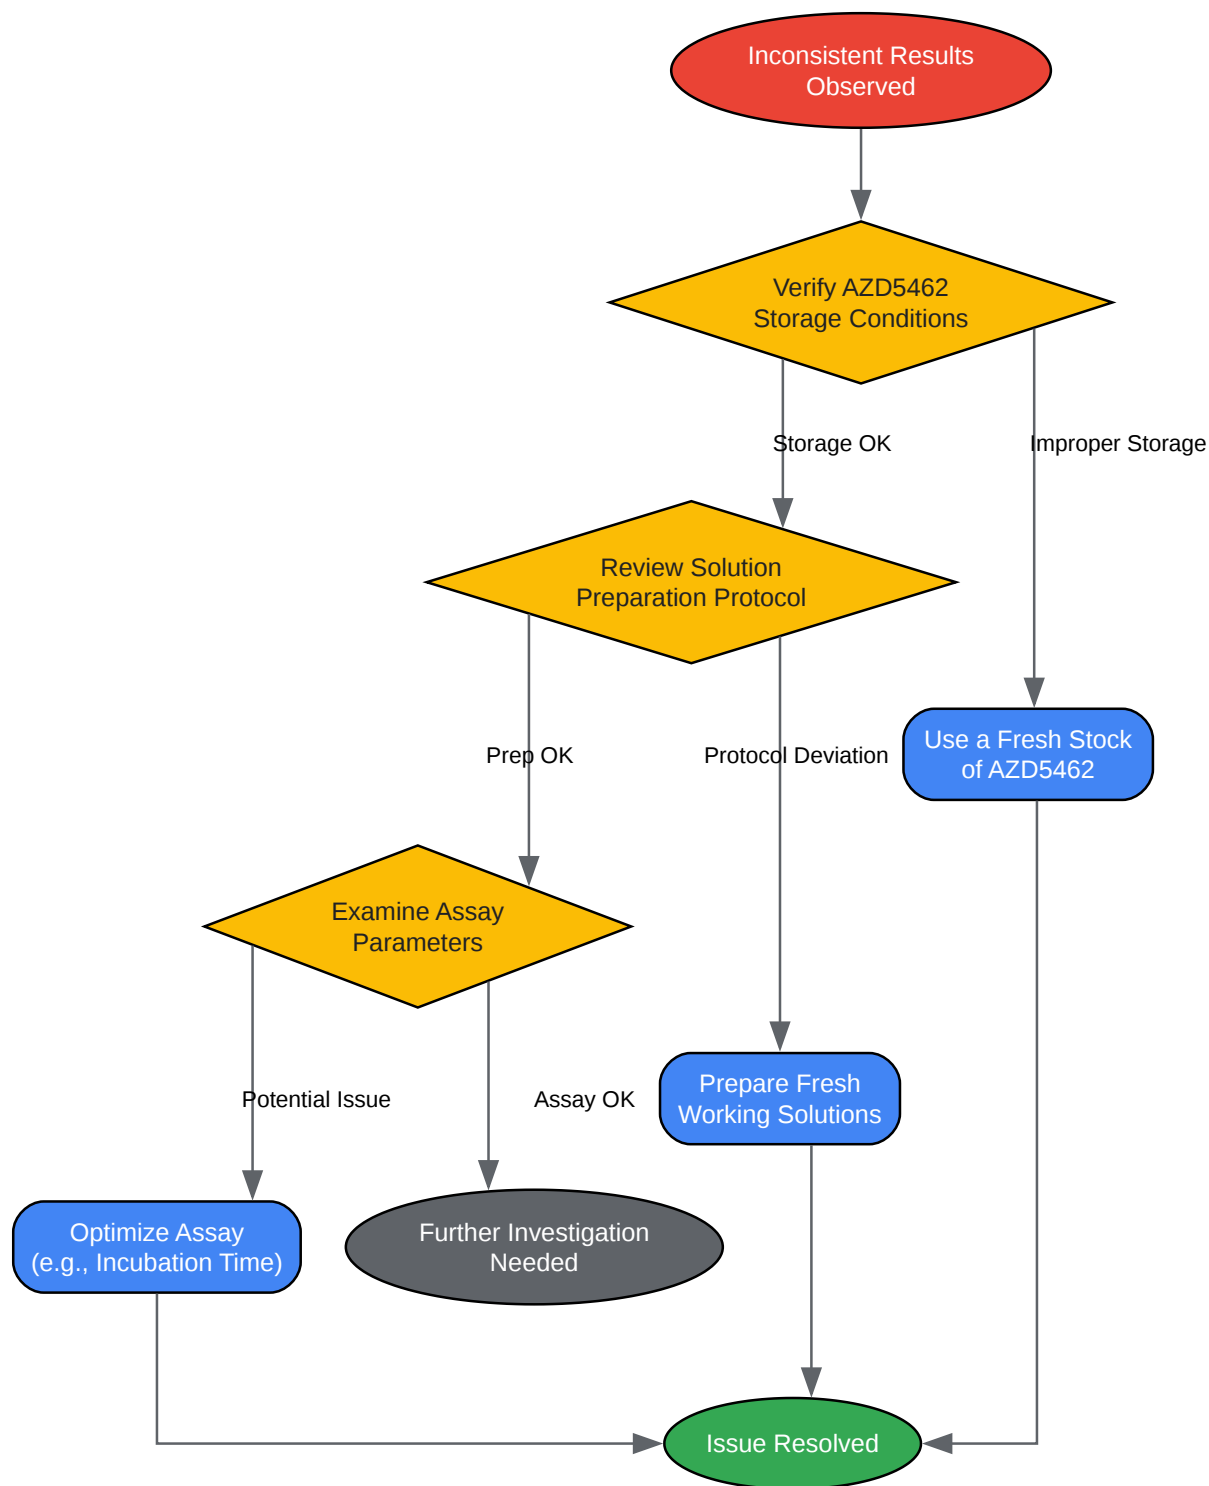 Inconsistent Results
Observed
Verify AZD5462
Storage Conditions
Storage OK
Improper Storage
Review Solution
Preparation Protocol
Prep OK
Protocol Deviation
Use a Fresh Stock
of AZD5462
Examine Assay
Parameters
Potential Issue
Assay OK
Prepare Fresh
Working Solutions
Optimize Assay
(e.g., Incubation Time)
Further Investigation
Needed
Issue Resolved